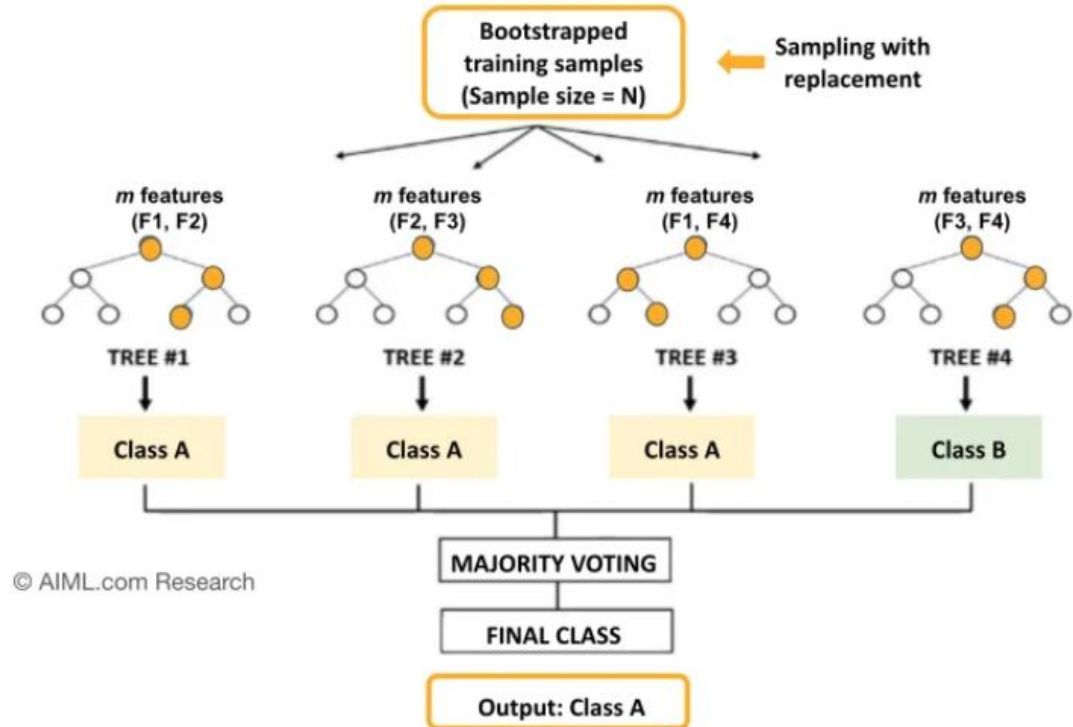 Bootstrapped
training samples
(Sample size = N)
Sampling with
replacement
m features
(F1, F2)
m features
(F2, F3)
m features
(F1, F4)
m features
(F3, F4)
TREE #1
TREE #2
TREE #3
TREE #4
Class A
Class A
Class A
Class B
MAJORITY VOTING
© AIML.com Research
FINAL CLASS
Output: Class A